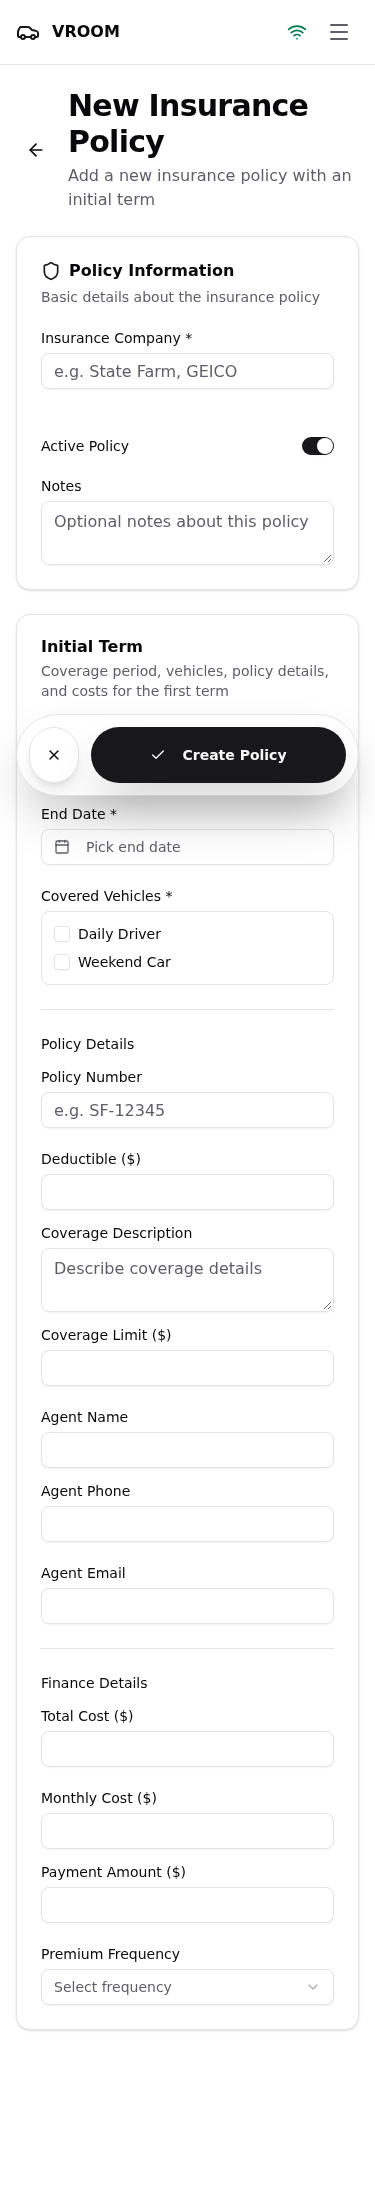 VROOM
New Insurance
Policy
Add a new insurance policy with an
initial term
Policy Information
Basic details about the insurance policy
Insurance Company *
e.g. State Farm, GEICO
Active Policy
Notes
Optional notes about this policy
Initial Term
Coverage period, vehicles, policy details,
and costs for the first term
Create Policy
End Date *
Pick end date
Covered Vehicles *
Daily Driver
Weekend Car
Policy Details
Policy Number
e.g. SF-12345
Deductible ($)
Coverage Description
Describe coverage details
Coverage Limit ($)
Agent Name
Agent Phone
Agent Email
Finance Details
Total Cost ($)
Monthly Cost ($)
Payment Amount ($)
Premium Frequency
Select frequency